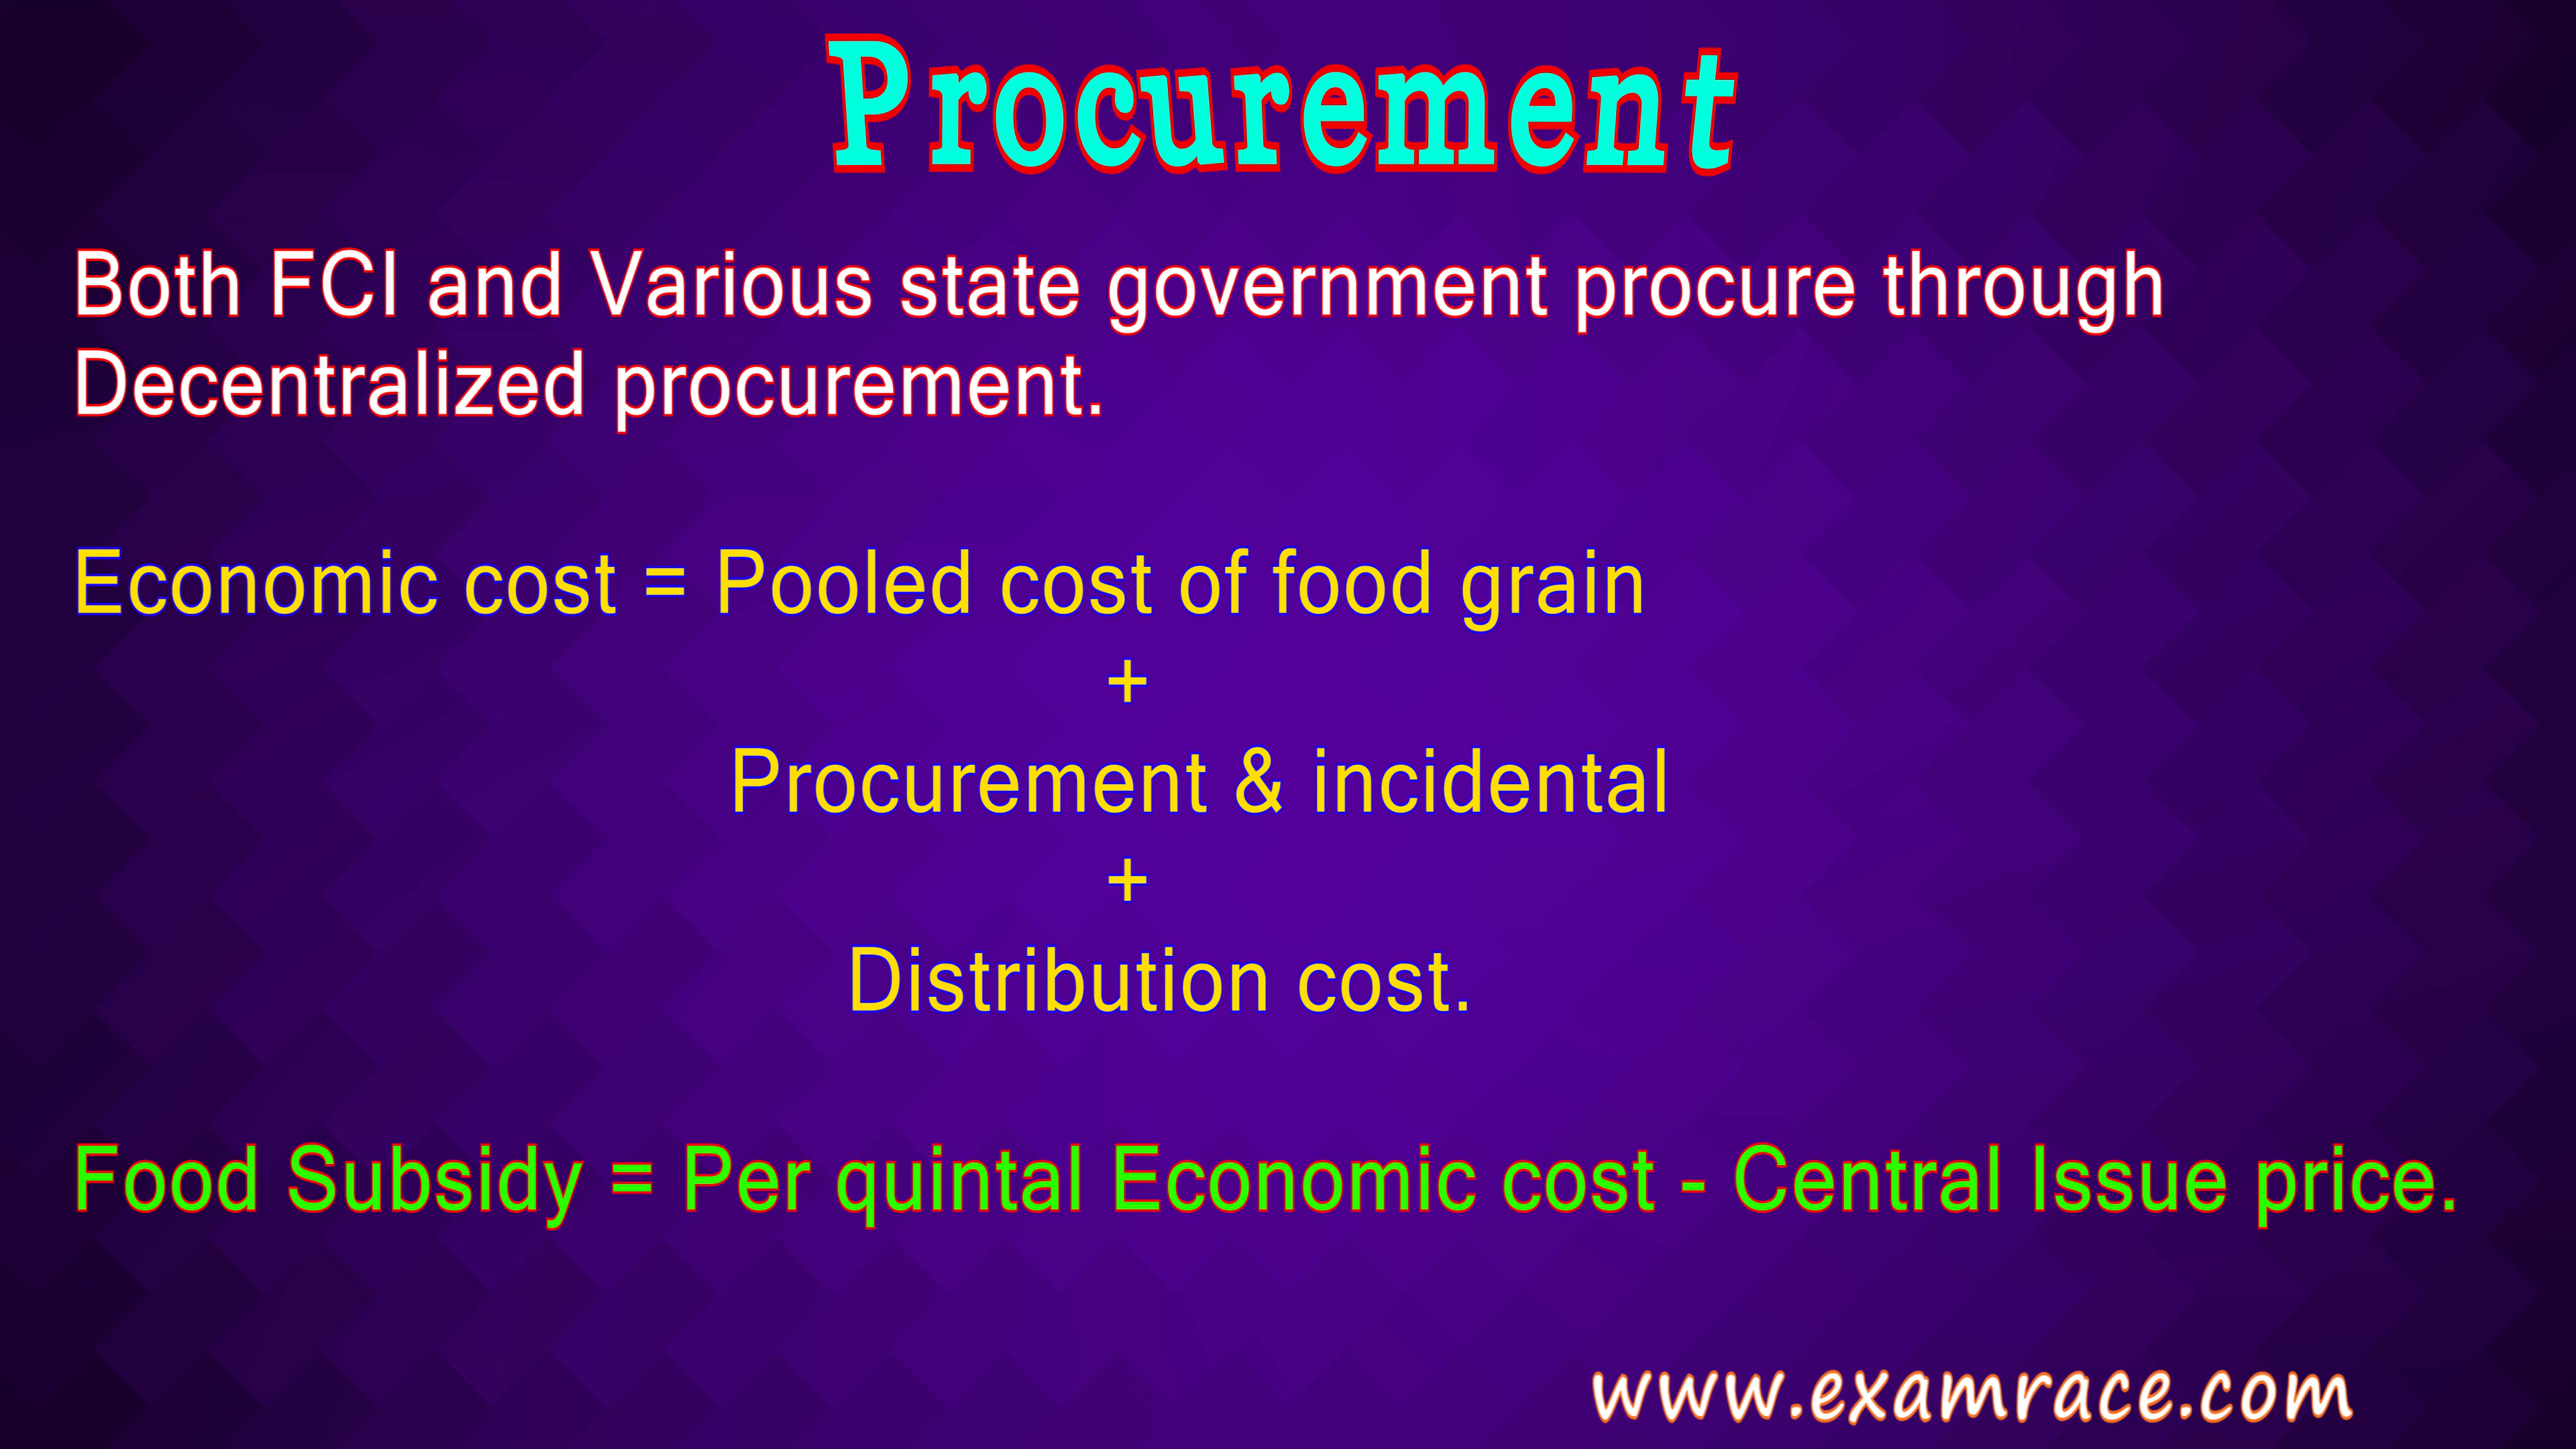 Procurement
Both FCI and Various state government procure through
Decentralized procurement.
Economic cost = Pooled cost of food grain
+
Procurement & incidental
+
Distribution cost.
Food Subsidy = Per quintal Economic cost - Central Issue price.
www.examrace.com